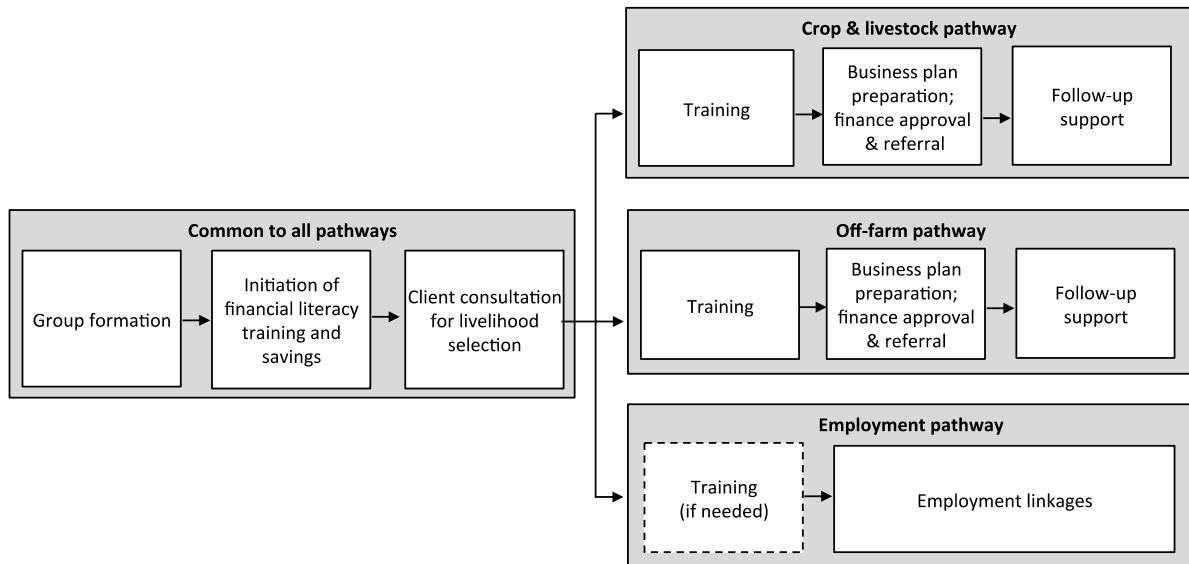 Common to all pathways
Group formation
Initiation of
financial literacy
training and
savings
Client consultation
for livelihood
selection
Crop & livestock pathway
Training
Business plan
preparation;
finance approval
& referral
Follow-up
support
Off-farm pathway
Training
Business plan
preparation;
finance approval
& referral
Follow-up
support
Employment pathway
Training
(if needed)
Employment linkages